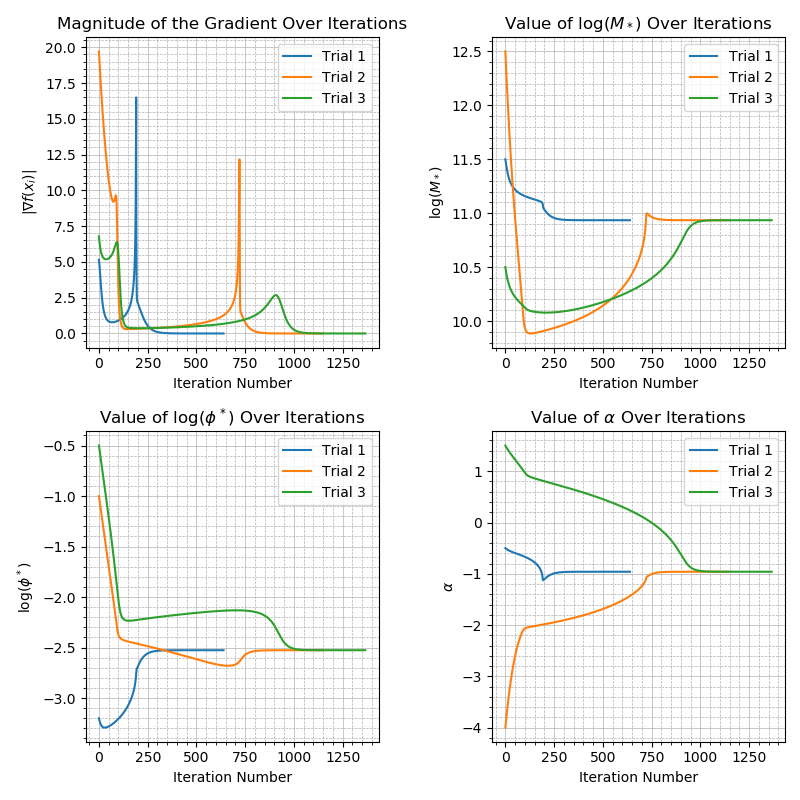 Magnitude of the Gradient Over Iterations
20.0
17.5
15.0
12.5
10.0
7.5
5.0
2.5
0.0
|∇f(xᵢ)|
Trial 1
Trial 2
Trial 3
0 250 500 750 1000 1250
Iteration Number
Value of log(M*) Over Iterations
12.5
12.0
11.5
11.0
10.5
10.0
log(M*)
Trial 1
Trial 2
Trial 3
0 250 500 750 1000 1250
Iteration Number
Value of log(ϕ*) Over Iterations
−0.5
−1.0
−1.5
−2.0
−2.5
−3.0
log(ϕ*)
Trial 1
Trial 2
Trial 3
0 250 500 750 1000 1250
Iteration Number
Value of α Over Iterations
1
0
−1
−2
−3
−4
α
Trial 1
Trial 2
Trial 3
0 250 500 750 1000 1250
Iteration Number